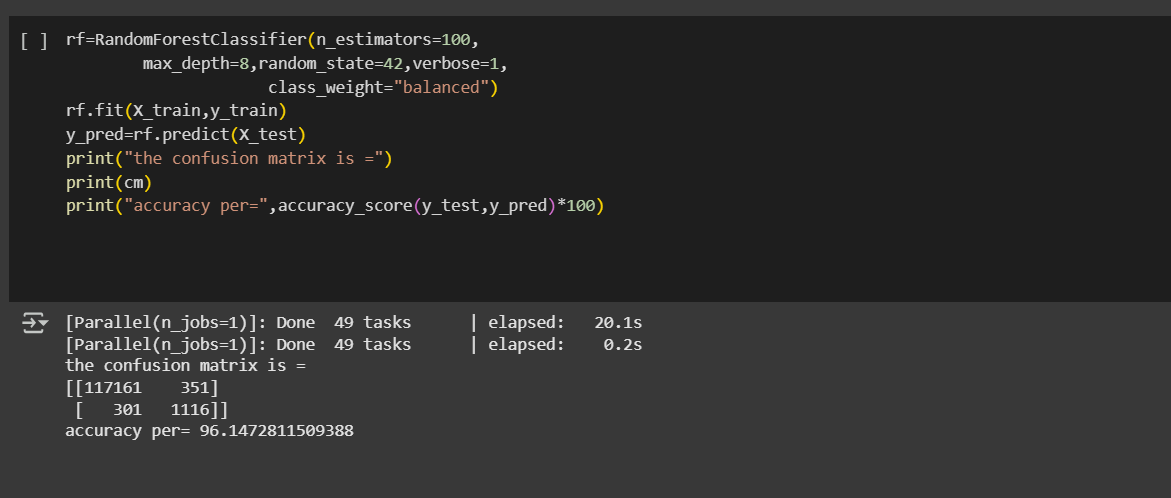 [ ] rf=RandomForestClassifier(n_estimators=100,
max_depth=8,random_state=42,verbose=1,
class_weight="balanced")
rf.fit(X_train,y_train)
y_pred=rf.predict(X_test)
print("the confusion matrix is =")
print(cm)
print("accuracy per=",accuracy_score(y_test,y_pred)*100)
[Parallel(n_jobs=1)]: Done  49 tasks      | elapsed:   20.1s
[Parallel(n_jobs=1)]: Done  49 tasks      | elapsed:    0.2s
the confusion matrix is =
[[117161    351]
 [   301   1116]]
accuracy per= 96.1472811509388